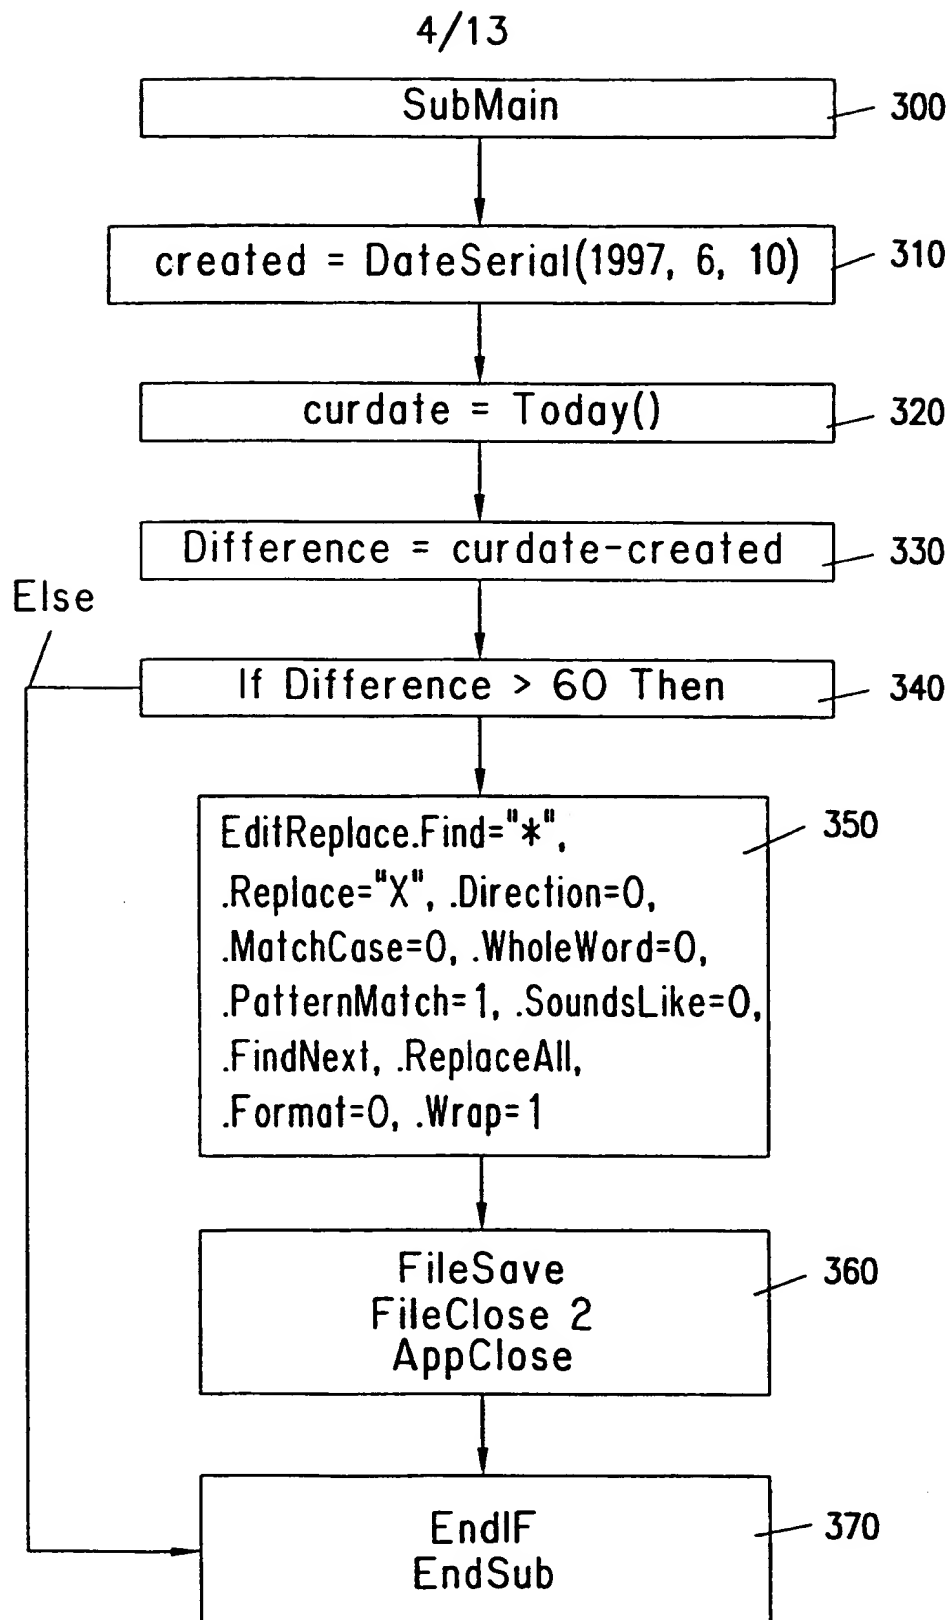 4/13
SubMain
300
created = DateSerial(1997, 6, 10)
310
curdate = Today()
320
Difference = curdate-created
330
Else
If Difference > 60 Then
340
EditReplace.Find="*",
.Replace="X", .Direction=0,
.MatchCase=0, .WholeWord=0,
.PatternMatch=1, .SoundsLike=0,
.FindNext, .ReplaceAll,
.Format=0, .Wrap=1
350
FileSave
FileClose 2
AppClose
360
EndIF
EndSub
370